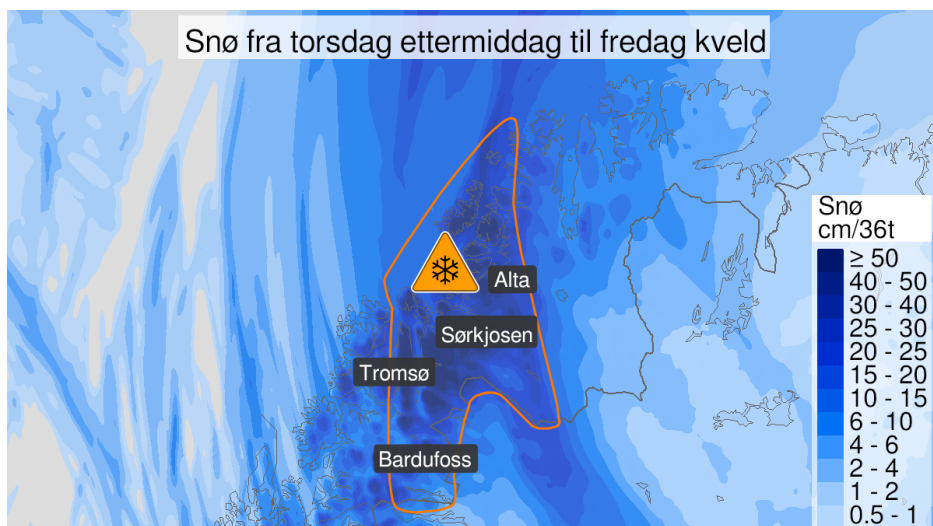 Snø fra torsdag ettermiddag til fredag kveld
Alta
Sørkjosen
Tromsø
Bardufoss
Snø
cm/36t
≥ 50
40 - 50
30 - 40
25 - 30
20 - 25
15 - 20
10 - 15
6 - 10
4 - 6
2 - 4
1 - 2
0.5 - 1